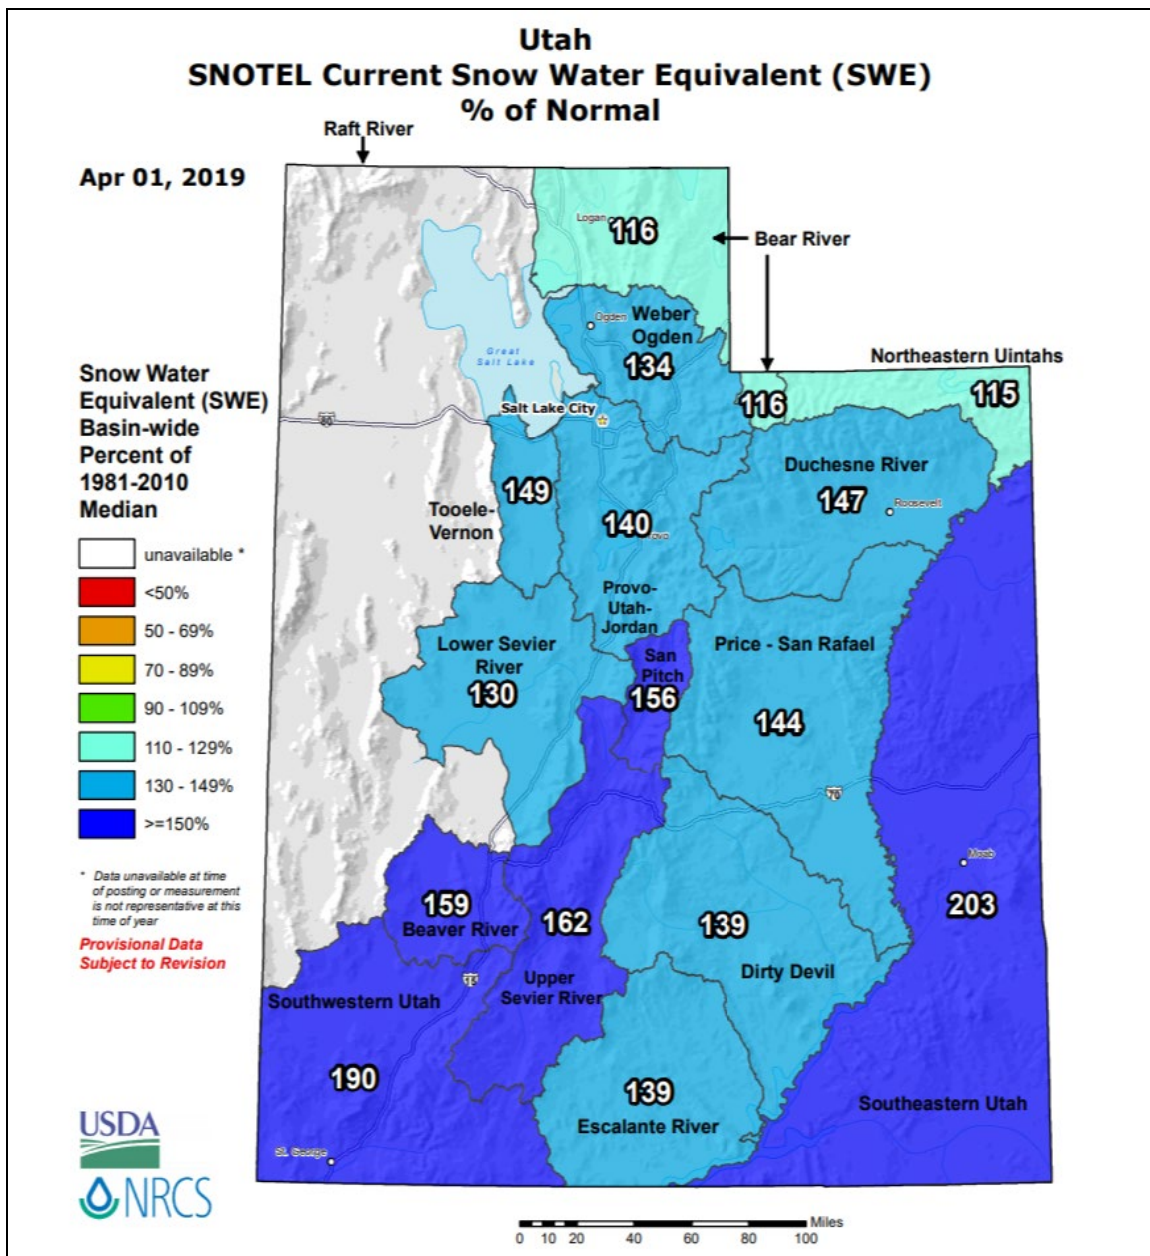 Utah
SNOTEL Current Snow Water Equivalent (SWE)
% of Normal
Raft River
Apr 01, 2019
Logan
116
Bear River
Weber
Ogden
Ogden
134
Great
Salt Lake
Northeastern Uintahs
Snow Water
Equivalent (SWE)
Basin-wide
Percent of
1981-2010
Median
116
115
80
Salt Lake City
Duchesne River
147
Roosevelt
149
Tooele-
Vernon
140
Provo
Provo-
Utah-
Jordan
unavailable *
<50%
50 - 69%
70 - 89%
90 - 109%
110 - 129%
130 - 149%
>=150%
Lower Sevier
River
130
San
Pitch
156
Price - San Rafael
144
70
* Data unavailable at time
of posting or measurement
is not representative at this
time of year
Provisional Data
Subject to Revision
Moab
203
159
Beaver River
162
139
Dirty Devil
15
Upper
Sevier River
Southwestern Utah
190
139
Escalante River
Southeastern Utah
St. George
USDA
NRCS
Miles
0 10 20 40 60 80 100